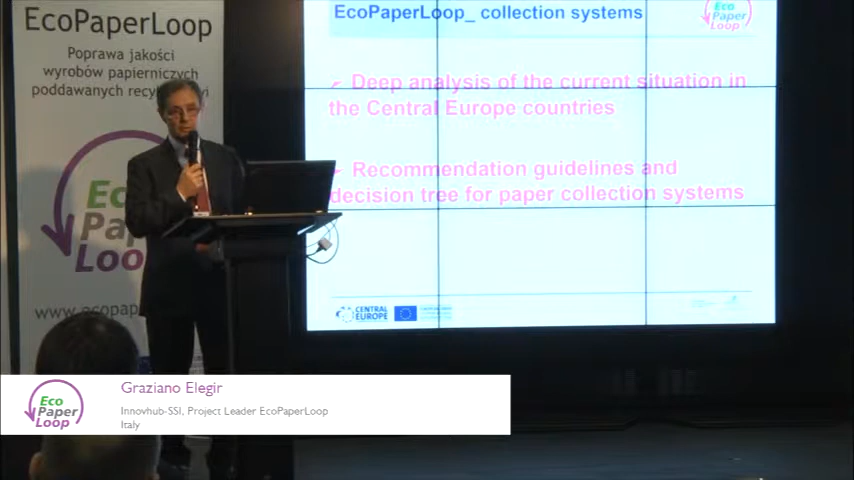 EcoPaperLoop
Poprawa jakości
wyrobów papierniczych
poddawanych
Eco
Loop
EcoPaperLoop_ collection systems
Eco
Paper
Loop
Deep analysis of the current situation in
the Central Europe countries
Recommendation guidelines and
decision tree for paper collection systems
CENTRAL
EUROPE
Eco
Paper
Loop
Graziano Elegir
Innovhub-SSI, Project Leader EcoPaperLoop
Italy